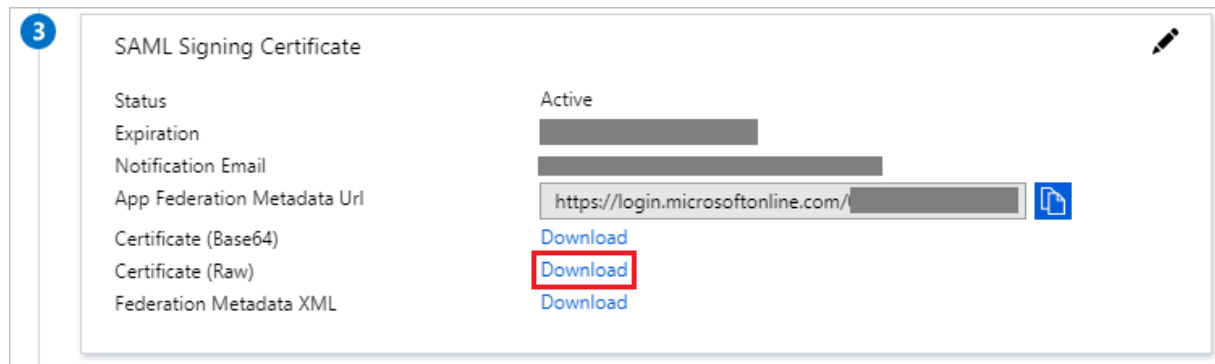 3
SAML Signing Certificate
Status Active
Expiration
Notification Email
App Federation Metadata Url https://login.microsoftonline.com/
Certificate (Base64) Download
Certificate (Raw) Download
Federation Metadata XML Download